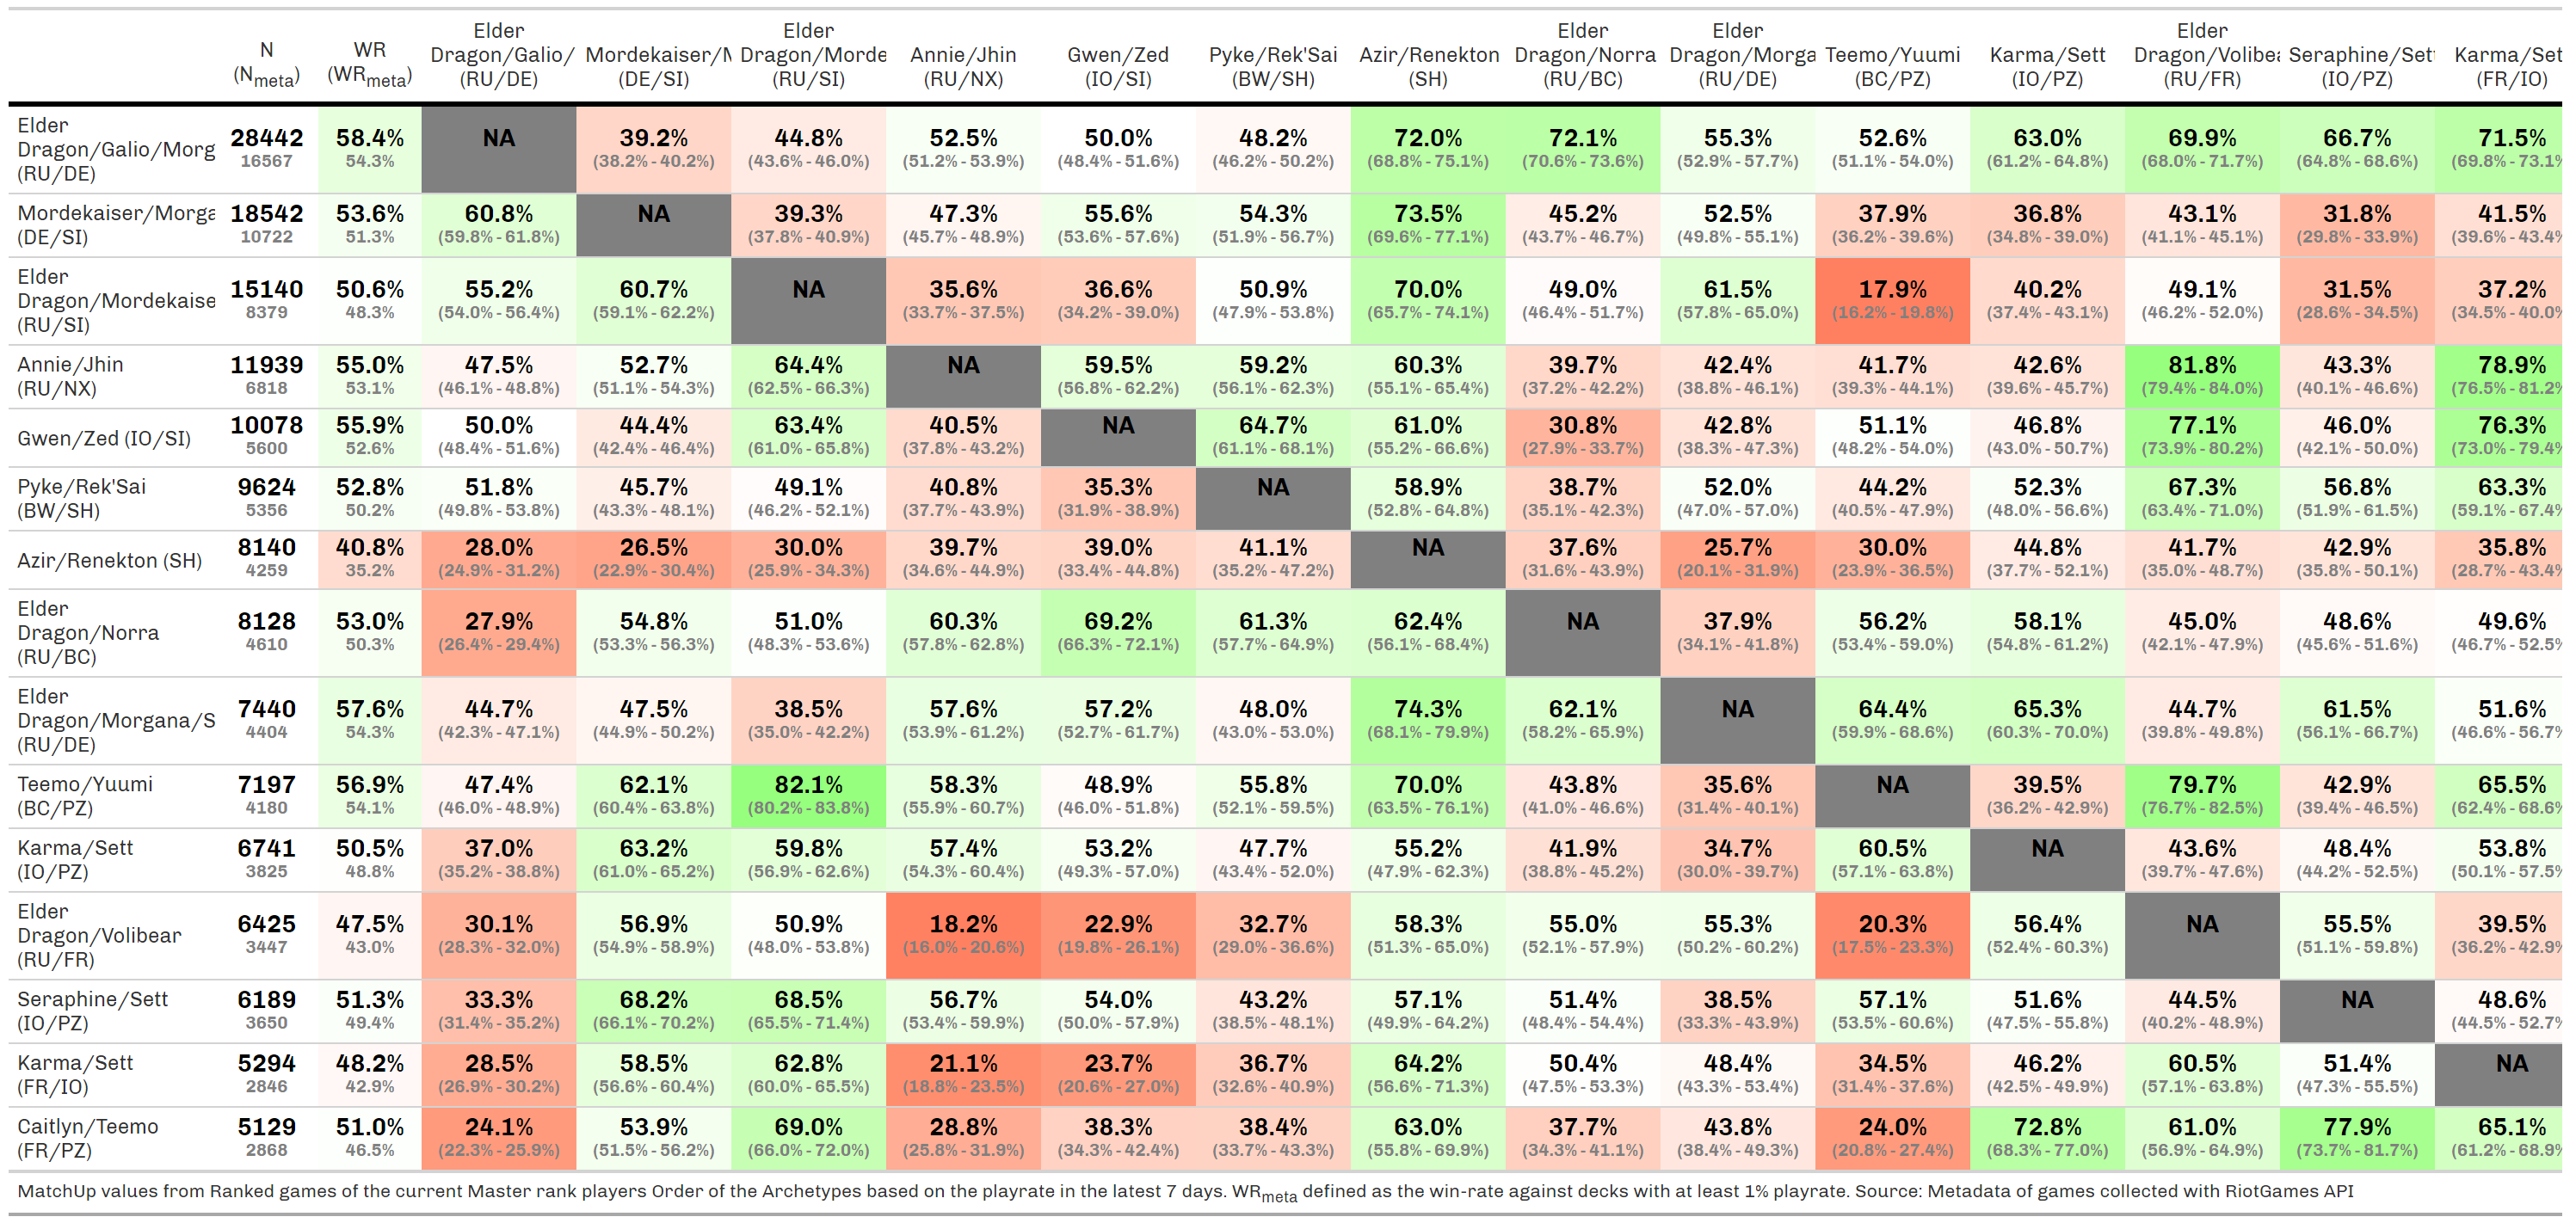 N
(Nmeta)
WR
(WRmeta)
Elder
Dragon/Galio/
(RU/DE)
Mordekaiser/M
(DE/SI)
Elder
Dragon/Morde
(RU/SI)
Annie/Jhin
(RU/NX)
Gwen/Zed
(IO/SI)
Pyke/Rek'Sai
(BW/SH)
Azir/Renekton
(SH)
Elder
Dragon/Norra
(RU/BC)
Elder
Dragon/Morga
(RU/DE)
Teemo/Yuumi
(BC/PZ)
Karma/Sett
(IO/PZ)
Elder
Dragon/Volibea
(RU/FR)
Seraphine/Sett
(IO/PZ)
Karma/Set
(FR/IO)
Elder
Dragon/Galio/Morg
(RU/DE)
28442 58.4% NA 39.2% 44.8% 52.5% 50.0% 48.2% 72.0% 72.1% 55.3% 52.6% 63.0% 69.9% 66.7% 71.5%
16567 54.3% (38.2% - 40.2%) (43.6% - 46.0%) (51.2% - 53.9%) (48.4% - 51.6%) (46.2% - 50.2%) (68.8% - 75.1%) (70.6% - 73.6%) (52.9% - 57.7%) (51.1% - 54.0%) (61.2% - 64.8%) (68.0% - 71.7%) (64.8% - 68.6%) (69.8% - 73.1%
Mordekaiser/Morga
(DE/SI)
18542 53.6% 60.8% NA 39.3% 47.3% 55.6% 54.3% 73.5% 45.2% 52.5% 37.9% 36.8% 43.1% 31.8% 41.5%
10722 51.3% (59.8% - 61.8%) (37.8% - 40.9%) (45.7% - 48.9%) (53.6% - 57.6%) (51.9% - 56.7%) (69.6% - 77.1%) (43.7% - 46.7%) (49.8% - 55.1%) (36.2% - 39.6%) (34.8% - 39.0%) (41.1% - 45.1%) (29.8% - 33.9%) (39.6% - 43.4%
Elder
Dragon/Mordekaise
(RU/SI)
15140 50.6% 55.2% 60.7% NA 35.6% 36.6% 50.9% 70.0% 49.0% 61.5% 17.9% 40.2% 49.1% 31.5% 37.2%
8379 48.3% (54.0% - 56.4%) (59.1% - 62.2%) (33.7% - 37.5%) (34.2% - 39.0%) (47.9% - 53.8%) (65.7% - 74.1%) (46.4% - 51.7%) (57.8% - 65.0%) (16.2% - 19.8%) (37.4% - 43.1%) (46.2% - 52.0%) (28.6% - 34.5%) (34.5% - 40.0%
Annie/Jhin
(RU/NX)
11939 55.0% 47.5% 52.7% 64.4% NA 59.5% 59.2% 60.3% 39.7% 42.4% 41.7% 42.6% 81.8% 43.3% 78.9%
6818 53.1% (46.1% - 48.8%) (51.1% - 54.3%) (62.5% - 66.3%) (56.8% - 62.2%) (56.1% - 62.3%) (55.1% - 65.4%) (37.2% - 42.2%) (38.8% - 46.1%) (39.3% - 44.1%) (39.6% - 45.7%) (79.4% - 84.0%) (40.1% - 46.6%) (76.5% - 81.2%
Gwen/Zed (IO/SI)
10078 55.9% 50.0% 44.4% 63.4% 40.5% NA 64.7% 61.0% 30.8% 42.8% 51.1% 46.8% 77.1% 46.0% 76.3%
5600 52.6% (48.4% - 51.6%) (42.4% - 46.4%) (61.0% - 65.8%) (37.8% - 43.2%) (61.1% - 68.1%) (55.2% - 66.6%) (27.9% - 33.7%) (38.3% - 47.3%) (48.2% - 54.0%) (43.0% - 50.7%) (73.9% - 80.2%) (42.1% - 50.0%) (73.0% - 79.4%
Pyke/Rek'Sai
(BW/SH)
9624 52.8% 51.8% 45.7% 49.1% 40.8% 35.3% NA 58.9% 38.7% 52.0% 44.2% 52.3% 67.3% 56.8% 63.3%
5356 50.2% (49.8% - 53.8%) (43.3% - 48.1%) (46.2% - 52.1%) (37.7% - 43.9%) (31.9% - 38.9%) (52.8% - 64.8%) (35.1% - 42.3%) (47.0% - 57.0%) (40.5% - 47.9%) (48.0% - 56.6%) (63.4% - 71.0%) (51.9% - 61.5%) (59.1% - 67.4%
Azir/Renekton (SH)
8140 40.8% 28.0% 26.5% 30.0% 39.7% 39.0% 41.1% NA 37.6% 25.7% 30.0% 44.8% 41.7% 42.9% 35.8%
4259 35.2% (24.9% - 31.2%) (22.9% - 30.4%) (25.9% - 34.3%) (34.6% - 44.9%) (33.4% - 44.8%) (35.2% - 47.2%) (31.6% - 43.9%) (20.1% - 31.9%) (23.9% - 36.5%) (37.7% - 52.1%) (35.0% - 48.7%) (35.8% - 50.1%) (28.7% - 43.4%
Elder
Dragon/Norra
(RU/BC)
8128 53.0% 27.9% 54.8% 51.0% 60.3% 69.2% 61.3% 62.4% NA 37.9% 56.2% 58.1% 45.0% 48.6% 49.6%
4610 50.3% (26.4% - 29.4%) (53.3% - 56.3%) (48.3% - 53.6%) (57.8% - 62.8%) (66.3% - 72.1%) (57.7% - 64.9%) (56.1% - 68.4%) (34.1% - 41.8%) (53.4% - 59.0%) (54.8% - 61.2%) (42.1% - 47.9%) (45.6% - 51.6%) (46.7% - 52.5%
Elder
Dragon/Morgana/S
(RU/DE)
7440 57.6% 44.7% 47.5% 38.5% 57.6% 57.2% 48.0% 74.3% 62.1% NA 64.4% 65.3% 44.7% 61.5% 51.6%
4404 54.3% (42.3% - 47.1%) (44.9% - 50.2%) (35.0% - 42.2%) (53.9% - 61.2%) (52.7% - 61.7%) (43.0% - 53.0%) (68.1% - 79.9%) (58.2% - 65.9%) (59.9% - 68.6%) (60.3% - 70.0%) (39.8% - 49.8%) (56.1% - 66.7%) (46.6% - 56.7%
Teemo/Yuumi
(BC/PZ)
7197 56.9% 47.4% 62.1% 82.1% 58.3% 48.9% 55.8% 70.0% 43.8% 35.6% NA 39.5% 79.7% 42.9% 65.5%
4180 54.1% (46.0% - 48.9%) (60.4% - 63.8%) (80.2% - 83.8%) (55.9% - 60.7%) (46.0% - 51.8%) (52.1% - 59.5%) (63.5% - 76.1%) (41.0% - 46.6%) (31.4% - 40.1%) (36.2% - 42.9%) (76.7% - 82.5%) (39.4% - 46.5%) (62.4% - 68.6%
Karma/Sett
(IO/PZ)
6741 50.5% 37.0% 63.2% 59.8% 57.4% 53.2% 47.7% 55.2% 41.9% 34.7% 60.5% NA 43.6% 48.4% 53.8%
3825 48.8% (35.2% - 38.8%) (61.0% - 65.2%) (56.9% - 62.6%) (54.3% - 60.4%) (49.3% - 57.0%) (43.4% - 52.0%) (47.9% - 62.3%) (38.8% - 45.2%) (30.0% - 39.7%) (57.1% - 63.8%) (39.7% - 47.6%) (44.2% - 52.5%) (50.1% - 57.5%
Elder
Dragon/Volibear
(RU/FR)
6425 47.5% 30.1% 56.9% 50.9% 18.2% 22.9% 32.7% 58.3% 55.0% 55.3% 20.3% 56.4% NA 55.5% 39.5%
3447 43.0% (28.3% - 32.0%) (54.9% - 58.9%) (48.0% - 53.8%) (16.0% - 20.6%) (19.8% - 26.1%) (29.0% - 36.6%) (51.3% - 65.0%) (52.1% - 57.9%) (50.2% - 60.2%) (17.5% - 23.3%) (52.4% - 60.3%) (51.1% - 59.8%) (36.2% - 42.9%
Seraphine/Sett
(IO/PZ)
6189 51.3% 33.3% 68.2% 68.5% 56.7% 54.0% 43.2% 57.1% 51.4% 38.5% 57.1% 51.6% 44.5% NA 48.6%
3650 49.4% (31.4% - 35.2%) (66.1% - 70.2%) (65.5% - 71.4%) (53.4% - 59.9%) (50.0% - 57.9%) (38.5% - 48.1%) (49.9% - 64.2%) (48.4% - 54.4%) (33.3% - 43.9%) (53.5% - 60.6%) (47.5% - 55.8%) (40.2% - 48.9%) (44.5% - 52.7%
Karma/Sett
(FR/IO)
5294 48.2% 28.5% 58.5% 62.8% 21.1% 23.7% 36.7% 64.2% 50.4% 48.4% 34.5% 46.2% 60.5% 51.4% NA
2846 42.9% (26.9% - 30.2%) (56.6% - 60.4%) (60.0% - 65.5%) (18.8% - 23.5%) (20.6% - 27.0%) (32.6% - 40.9%) (56.6% - 71.3%) (47.5% - 53.3%) (43.3% - 53.4%) (31.4% - 37.6%) (42.5% - 49.9%) (57.1% - 63.8%) (47.3% - 55.5%)
Caitlyn/Teemo
(FR/PZ)
5129 51.0% 24.1% 53.9% 69.0% 28.8% 38.3% 38.4% 63.0% 37.7% 43.8% 24.0% 72.8% 61.0% 77.9% 65.1%
2868 46.5% (22.3% - 25.9%) (51.5% - 56.2%) (66.0% - 72.0%) (25.8% - 31.9%) (34.3% - 42.4%) (33.7% - 43.3%) (55.8% - 69.9%) (34.3% - 41.1%) (38.4% - 49.3%) (20.8% - 27.4%) (68.3% - 77.0%) (56.9% - 64.9%) (73.7% - 81.7%) (61.2% - 68.9%
MatchUp values from Ranked games of the current Master rank players Order of the Archetypes based on the playrate in the latest 7 days. WRmeta defined as the win-rate against decks with at least 1% playrate. Source: Metadata of games collected with RiotGames API